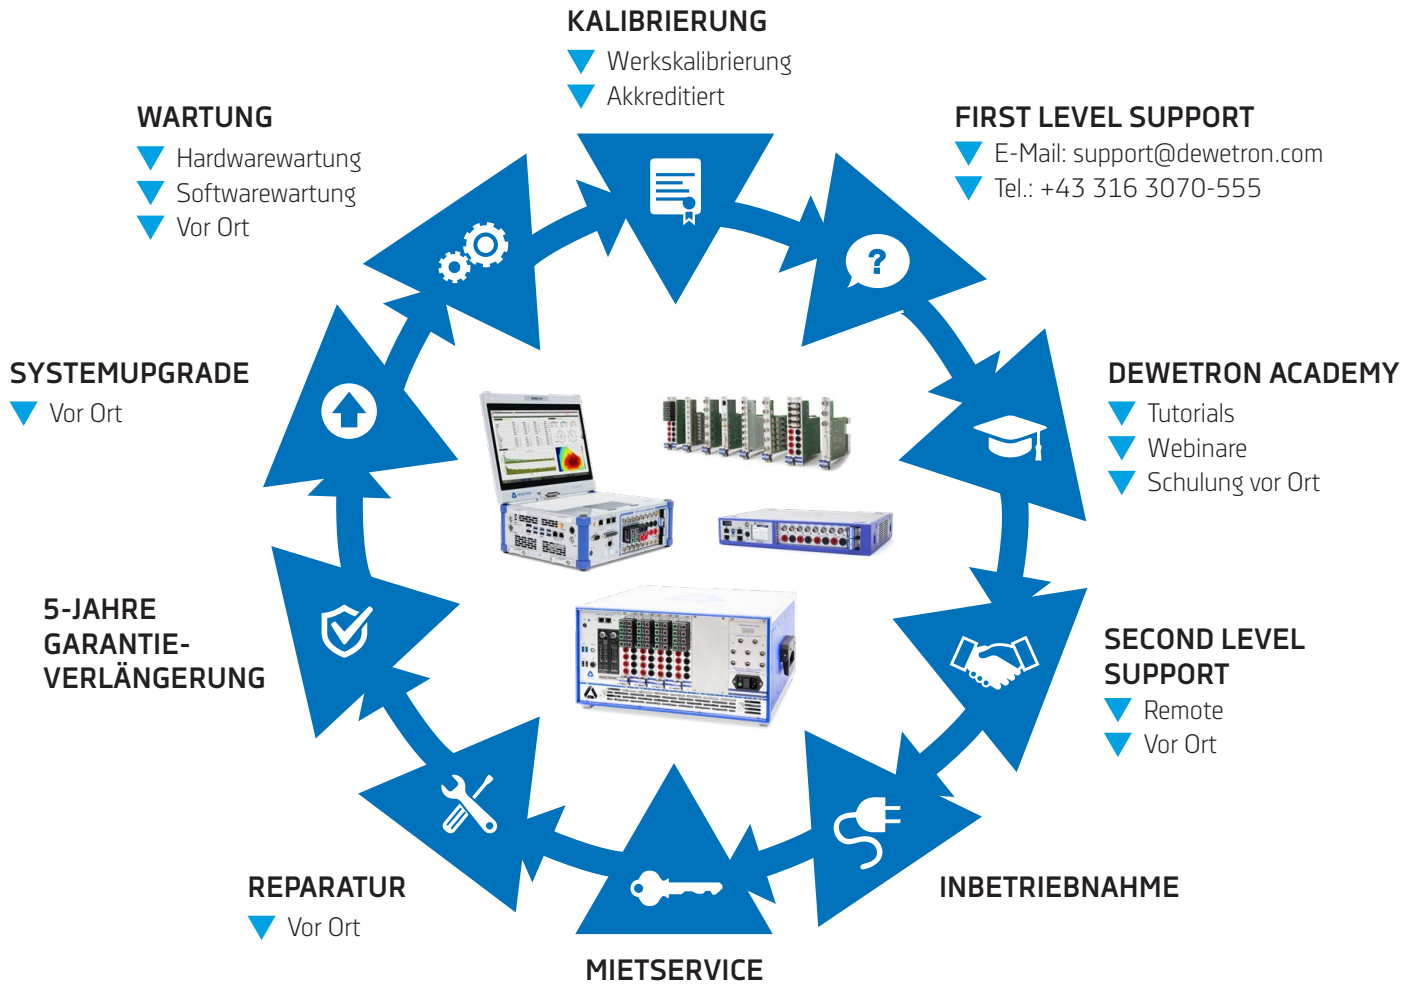 KALIBRIERUNG
Werkskalibrierung
Akkreditiert
FIRST LEVEL SUPPORT
E-Mail: support@dewetron.com
Tel.: +43 316 3070-555
DEWETRON ACADEMY
Tutorials
Webinare
Schulung vor Ort
SECOND LEVEL
SUPPORT
Remote
Vor Ort
INBETRIEBNAHME
MIETSERVICE
REPARATUR
Vor Ort
5-JAHRE
GARANTIE-
VERLÄNGERUNG
SYSTEMUPGRADE
Vor Ort
WARTUNG
Hardwarewartung
Softwarewartung
Vor Ort
?